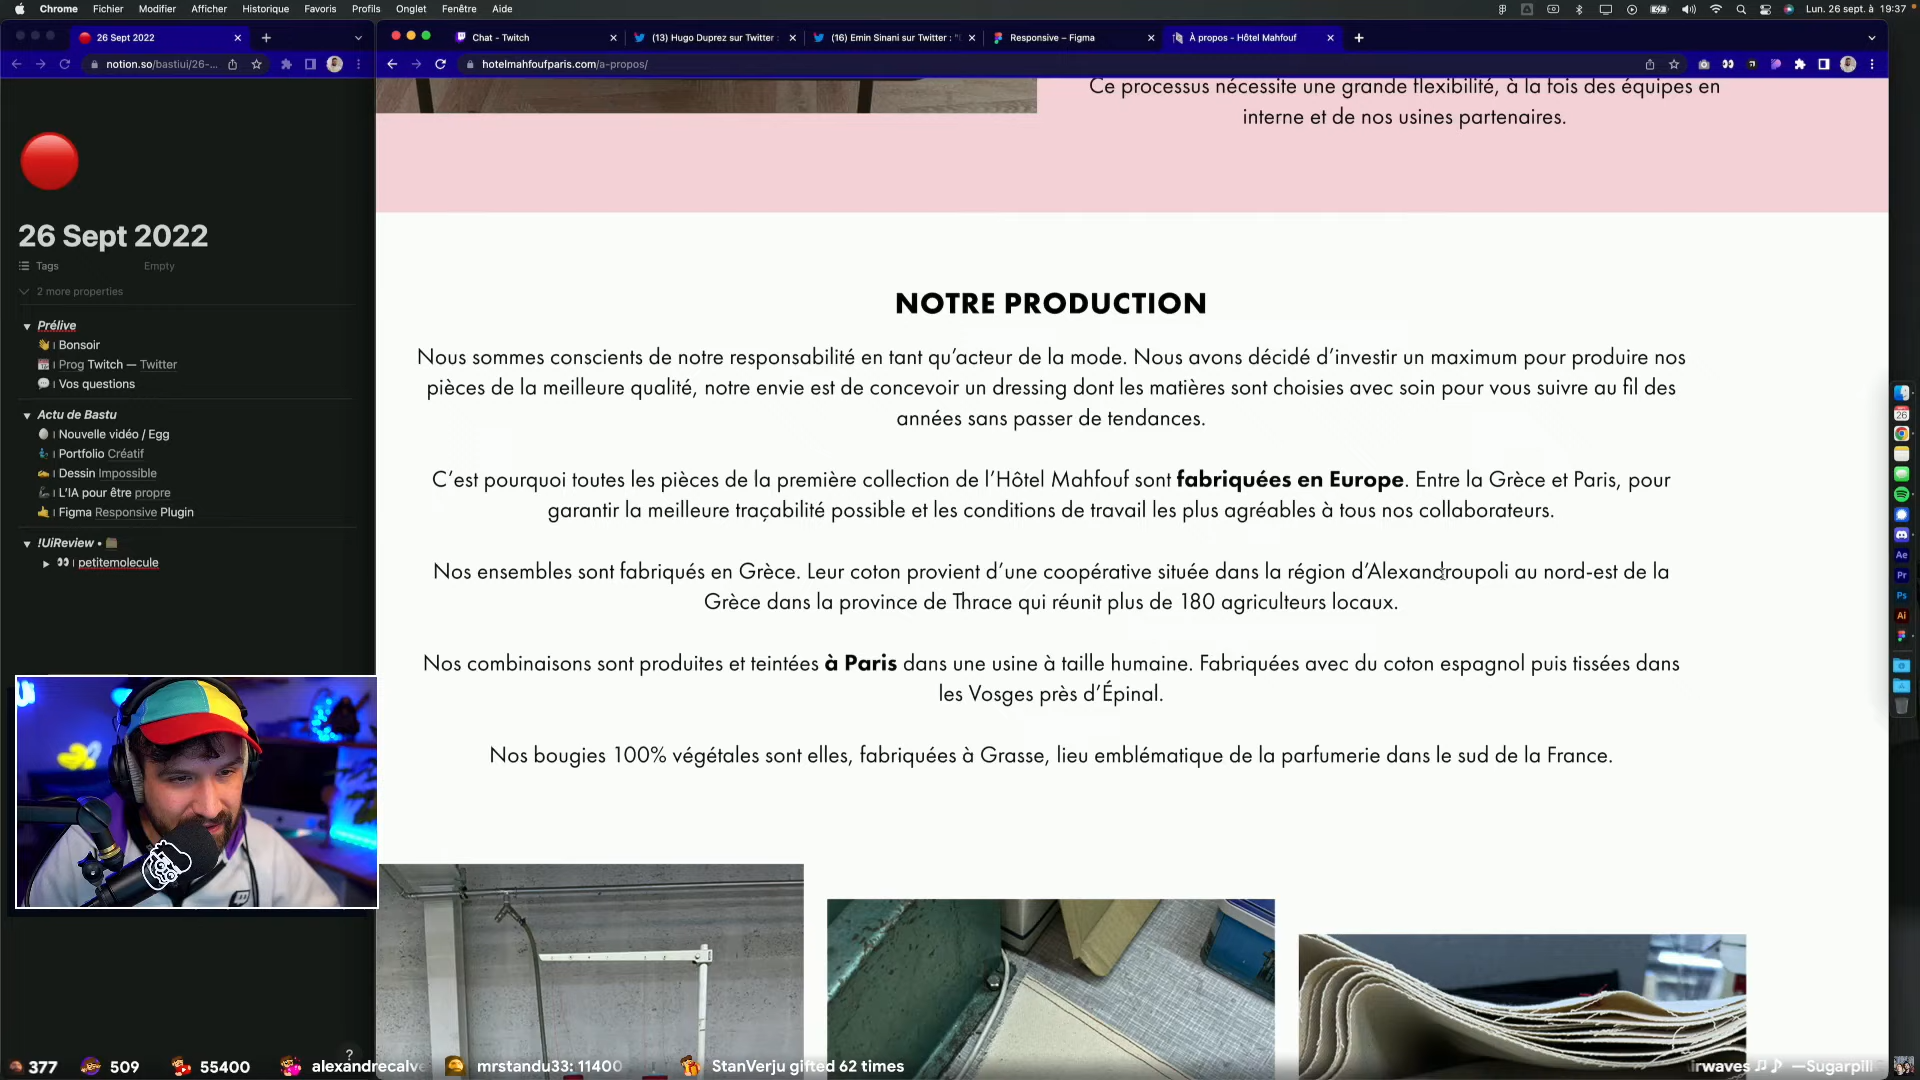 Chrome Fichier Modifier Afficher Historique Favoris Profils Onglet Fenêtre Aide
Lun. 26 sept. à 19:37
26 Sept 2022
Chat - Twitch
(13) Hugo Duprez sur Twitter :
(16) Emin Sinani sur Twitter : "
Responsive – Figma
À propos - Hôtel Mahfouf
notion.so/bastiui/26-...
hotelmahfoufparis.com/a-propos/
26 Sept 2022
Tags Empty
2 more properties
Prélive
Bonsoir
Prog Twitch — Twitter
Vos questions
Actu de Bastu
Nouvelle vidéo / Egg
Portfolio Créatif
Dessin Impossible
L'IA pour être propre
Figma Responsive Plugin
!UiReview •
petitemolecule
Ce processus nécessite une grande flexibilité, à la fois des équipes en
interne et de nos usines partenaires.
NOTRE PRODUCTION
Nous sommes conscients de notre responsabilité en tant qu'acteur de la mode. Nous avons décidé d'investir un maximum pour produire nos
pièces de la meilleure qualité, notre envie est de concevoir un dressing dont les matières sont choisies avec soin pour vous suivre au fil des
années sans passer de tendances.
C'est pourquoi toutes les pièces de la première collection de l'Hôtel Mahfouf sont fabriquées en Europe. Entre la Grèce et Paris, pour
garantir la meilleure traçabilité possible et les conditions de travail les plus agréables à tous nos collaborateurs.
Nos ensembles sont fabriqués en Grèce. Leur coton provient d'une coopérative située dans la région d'Alexandroupoli au nord-est de la
Grèce dans la province de Thrace qui réunit plus de 180 agriculteurs locaux.
Nos combinaisons sont produites et teintées à Paris dans une usine à taille humaine. Fabriquées avec du coton espagnol puis tissées dans
les Vosges près d'Épinal.
Nos bougies 100% végétales sont elles, fabriquées à Grasse, lieu emblématique de la parfumerie dans le sud de la France.
26
Ae
Pr
Ps
Ai
?
377 509 55400 alexandrecalve mrstandu33: 11400 StanVerju gifted 62 times
rwaves ♫ ♪ —Sugarpill